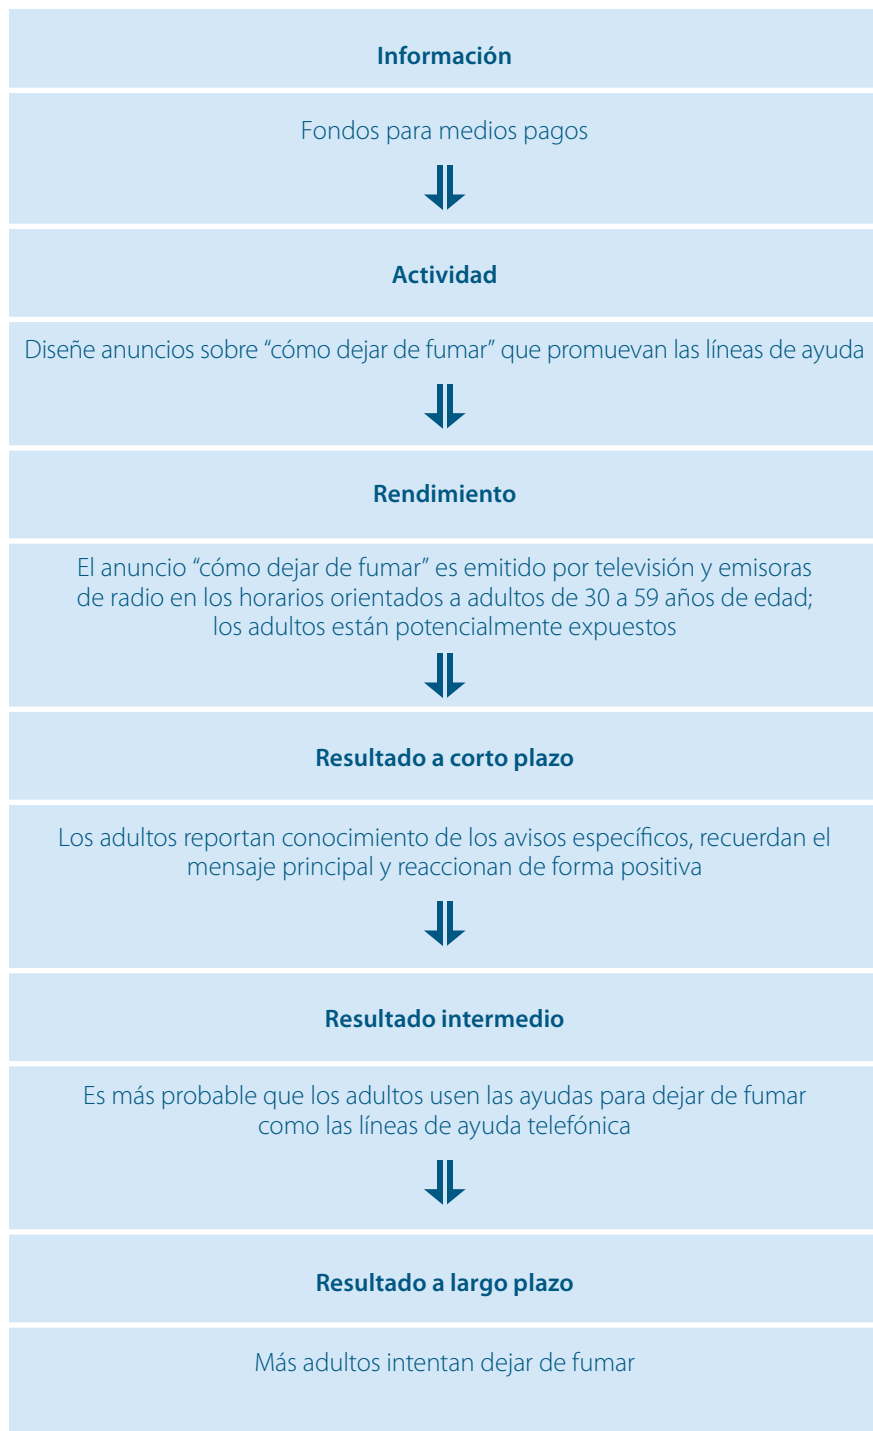 Información
Fondos para medios pagos
Actividad
Diseñe anuncios sobre “cómo dejar de fumar” que promuevan las líneas de ayuda
Rendimiento
El anuncio “cómo dejar de fumar” es emitido por televisión y emisoras
de radio en los horarios orientados a adultos de 30 a 59 años de edad;
los adultos están potencialmente expuestos
Resultado a corto plazo
Los adultos reportan conocimiento de los avisos específicos, recuerdan el
mensaje principal y reaccionan de forma positiva
Resultado intermedio
Es más probable que los adultos usen las ayudas para dejar de fumar
como las líneas de ayuda telefónica
Resultado a largo plazo
Más adultos intentan dejar de fumar